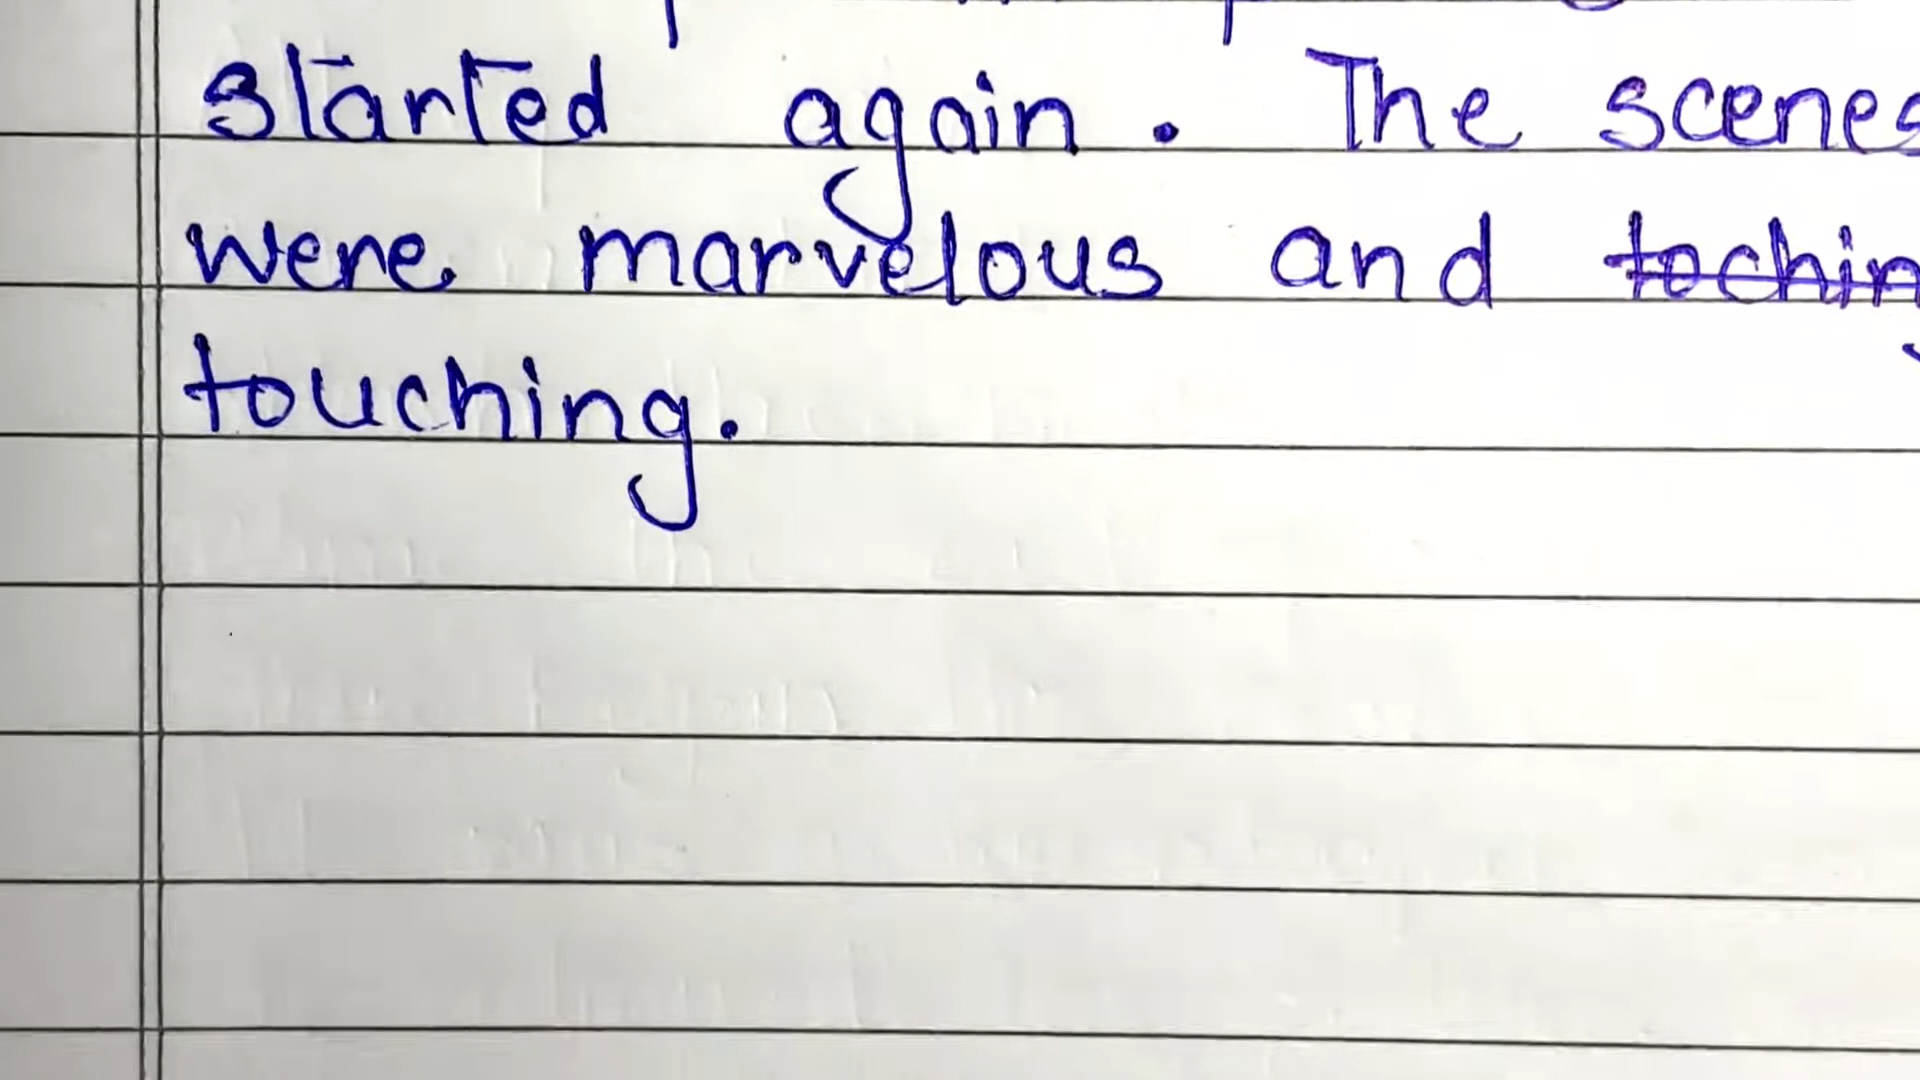 started again. The scenes
were marvelous and tochin
touching.